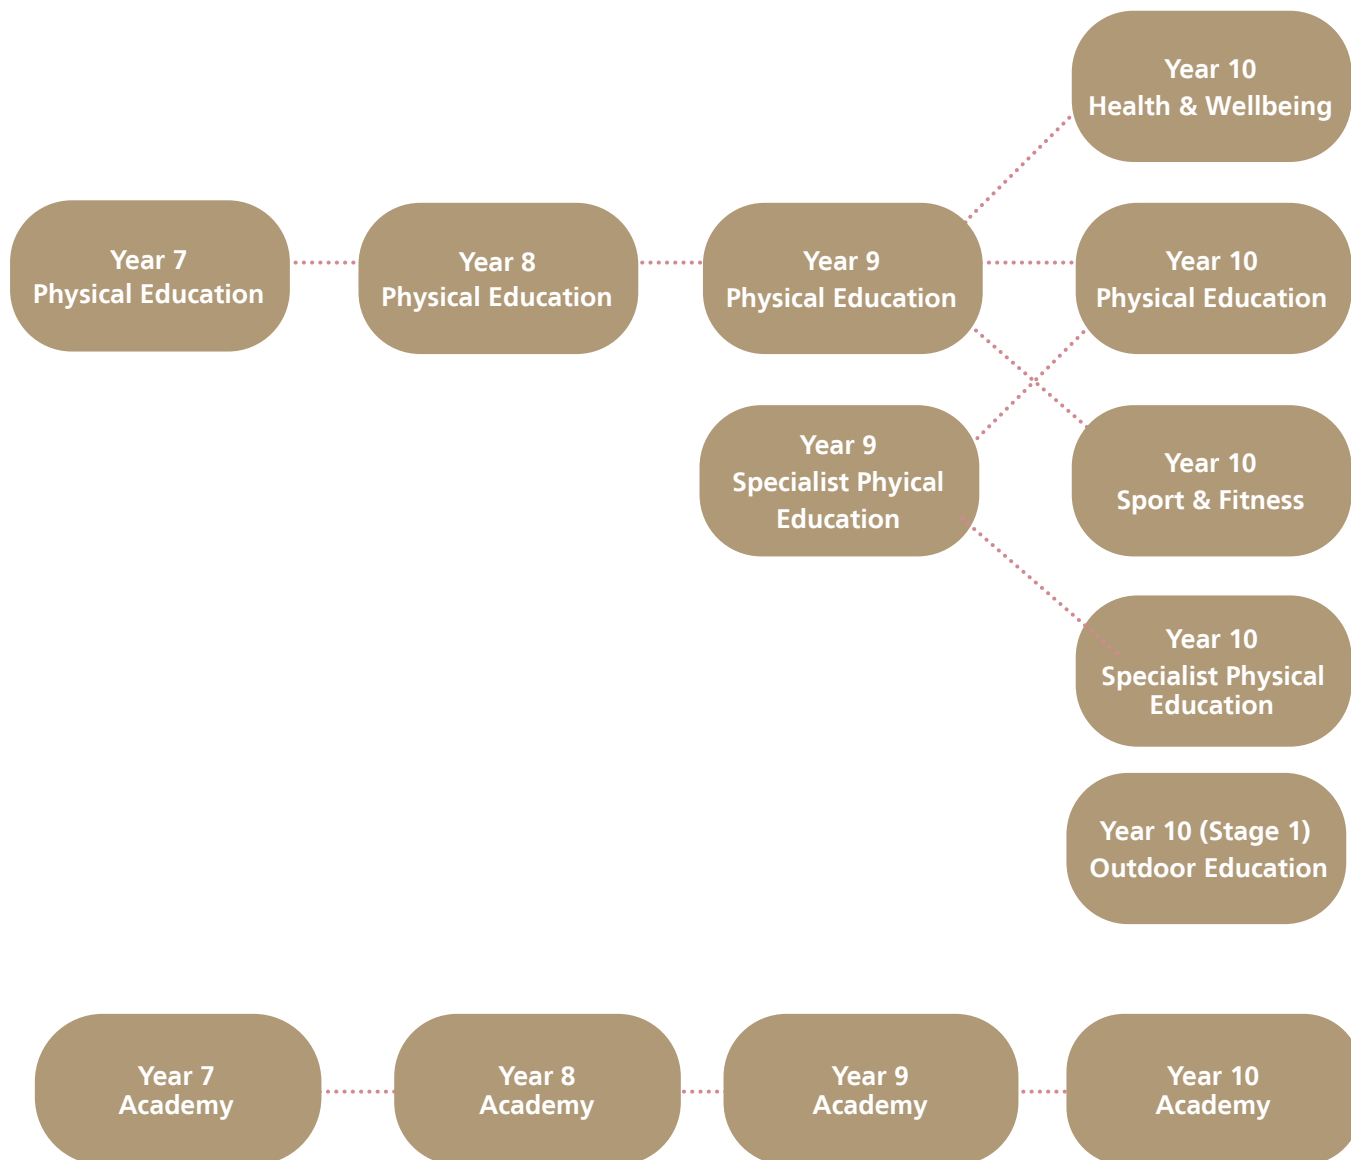 Year 10
Health & Wellbeing
Year 7
Physical Education
Year 8
Physical Education
Year 9
Physical Education
Year 10
Physical Education
Year 9
Specialist Phyical
Education
Year 10
Sport & Fitness
Year 10
Specialist Physical
Education
Year 10 (Stage 1)
Outdoor Education
Year 7
Academy
Year 8
Academy
Year 9
Academy
Year 10
Academy